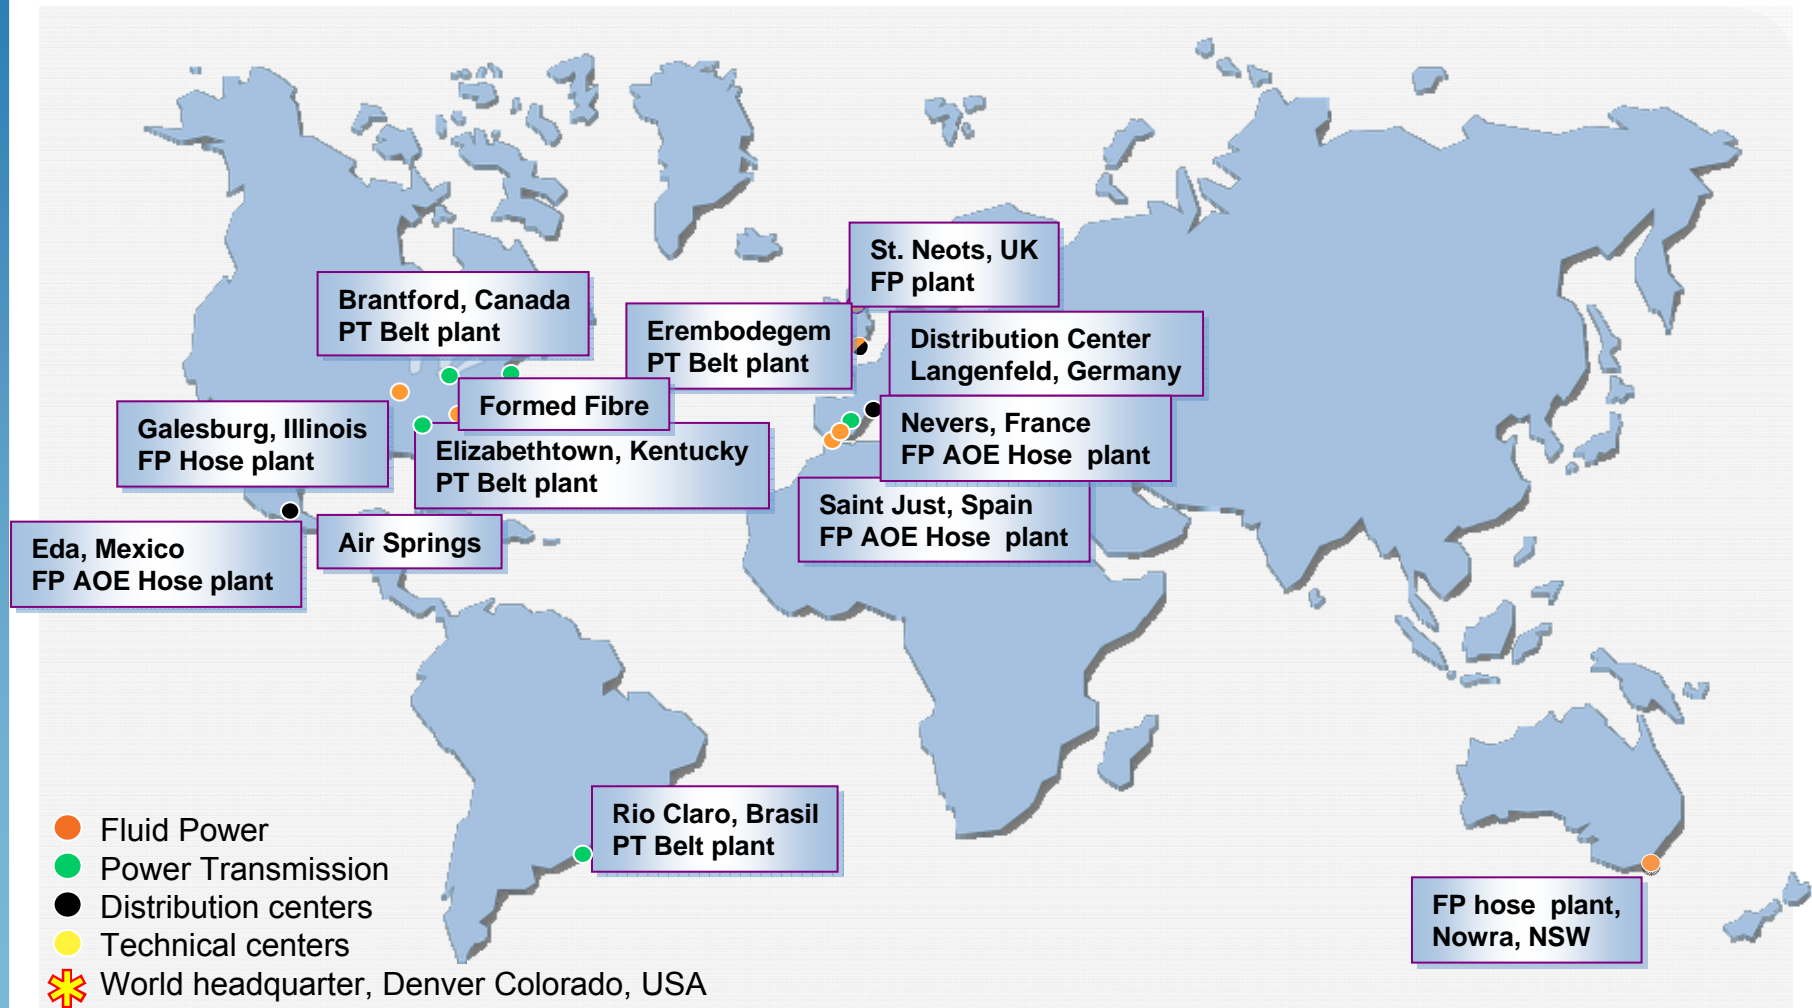 St. Neots, UK
FP plant
Brantford, Canada
PT Belt plant
Erembodegem
PT Belt plant
Distribution Center
Langenfeld, Germany
Formed Fibre
Galesburg, Illinois
FP Hose plant
Elizabethtown, Kentucky
PT Belt plant
Nevers, France
FP AOE Hose plant
Saint Just, Spain
FP AOE Hose plant
Eda, Mexico
FP AOE Hose plant
Air Springs
Rio Claro, Brasil
PT Belt plant
FP hose plant,
Nowra, NSW
Fluid Power
Power Transmission
Distribution centers
Technical centers
World headquarter, Denver Colorado, USA